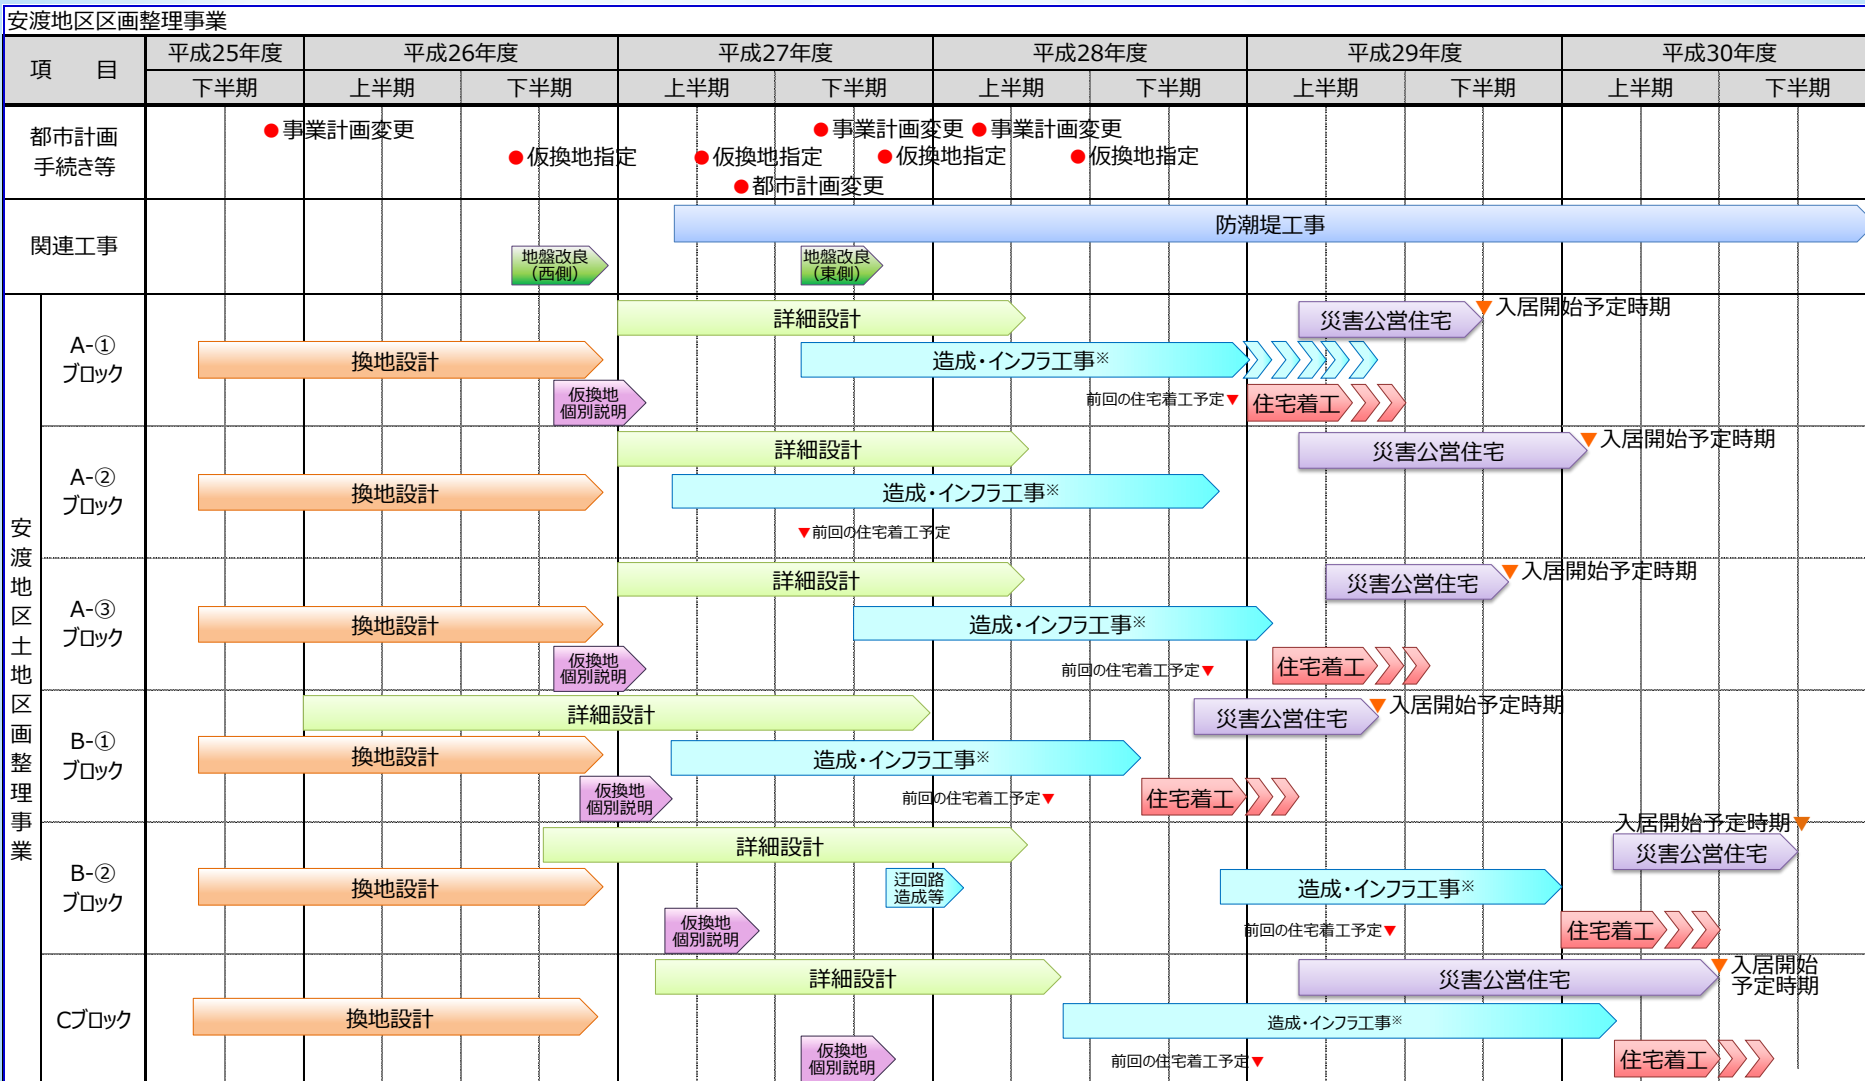 安渡地区区画整理事業
項　目
平成25年度
平成26年度
平成27年度
平成28年度
平成29年度
平成30年度
下半期
上半期
下半期
上半期
下半期
上半期
下半期
上半期
下半期
上半期
下半期
都市計画
手続き等
●事業計画変更
●事業計画変更
●事業計画変更
●仮換地指定
●仮換地指定
●仮換地指定
●仮換地指定
●都市計画変更
関連工事
防潮堤工事
地盤改良
（西側）
地盤改良
（東側）
安渡地区土地区画整理事業
A-①
ブロック
詳細設計
災害公営住宅
▼入居開始予定時期
換地設計
造成・インフラ工事※
仮換地
個別説明
前回の住宅着工予定▼
住宅着工
A-②
ブロック
詳細設計
災害公営住宅
▼入居開始予定時期
換地設計
造成・インフラ工事※
▼前回の住宅着工予定
A-③
ブロック
詳細設計
災害公営住宅
▼入居開始予定時期
換地設計
造成・インフラ工事※
仮換地
個別説明
前回の住宅着工予定▼
住宅着工
B-①
ブロック
詳細設計
災害公営住宅
▼入居開始予定時期
換地設計
造成・インフラ工事※
仮換地
個別説明
前回の住宅着工予定▼
住宅着工
B-②
ブロック
入居開始予定時期▼
詳細設計
災害公営住宅
換地設計
迂回路
造成等
造成・インフラ工事※
仮換地
個別説明
前回の住宅着工予定▼
住宅着工
Cブロック
詳細設計
災害公営住宅
▼入居開始
予定時期
換地設計
造成・インフラ工事※
仮換地
個別説明
前回の住宅着工予定▼
住宅着工